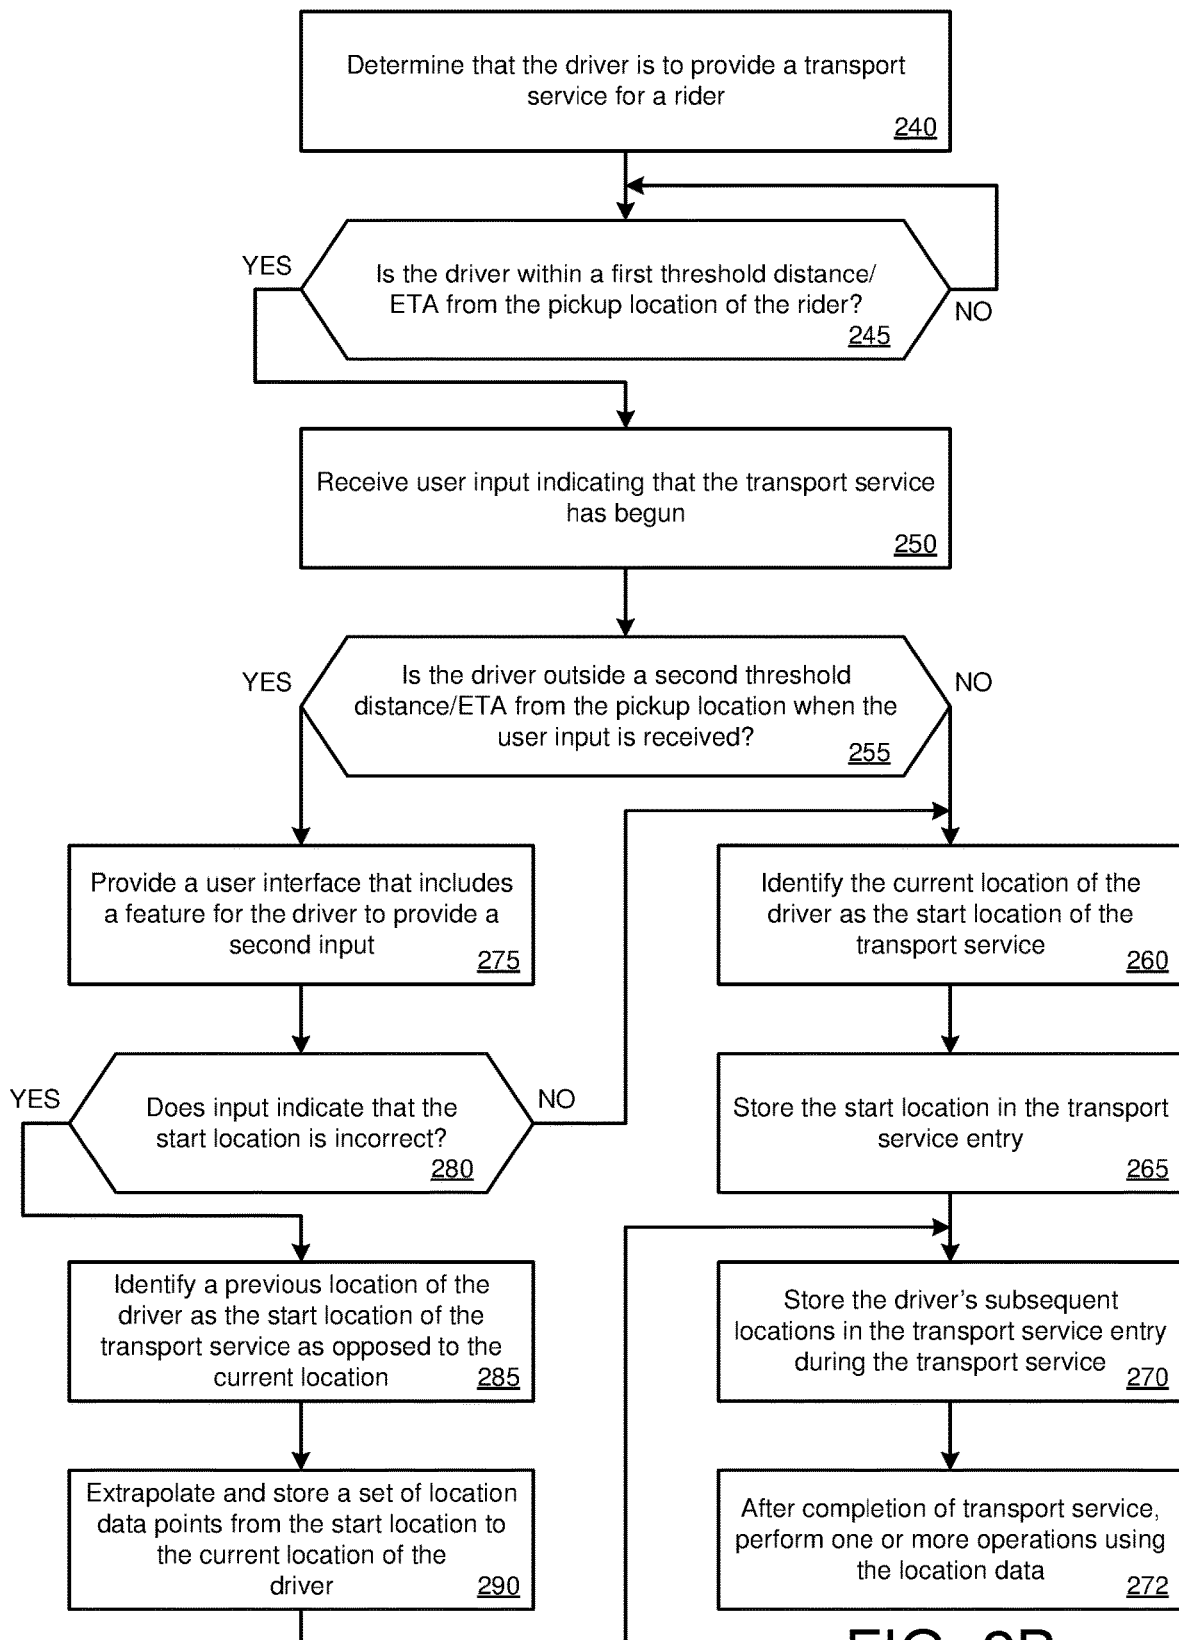 Determine that the driver is to provide a transport
service for a rider
240
YES
Is the driver within a first threshold distance/
ETA from the pickup location of the rider?
245
NO
Receive user input indicating that the transport service
has begun
250
YES
Is the driver outside a second threshold
distance/ETA from the pickup location when the
user input is received?
255
NO
Provide a user interface that includes
a feature for the driver to provide a
second input
275
Identify the current location of the
driver as the start location of the
transport service
260
YES
Does input indicate that the
start location is incorrect?
280
NO
Store the start location in the transport
service entry
265
Identify a previous location of the
driver as the start location of the
transport service as opposed to the
current location
285
Store the driver's subsequent
locations in the transport service entry
during the transport service
270
Extrapolate and store a set of location
data points from the start location to
the current location of the
driver
290
After completion of transport service,
perform one or more operations using
the location data
272